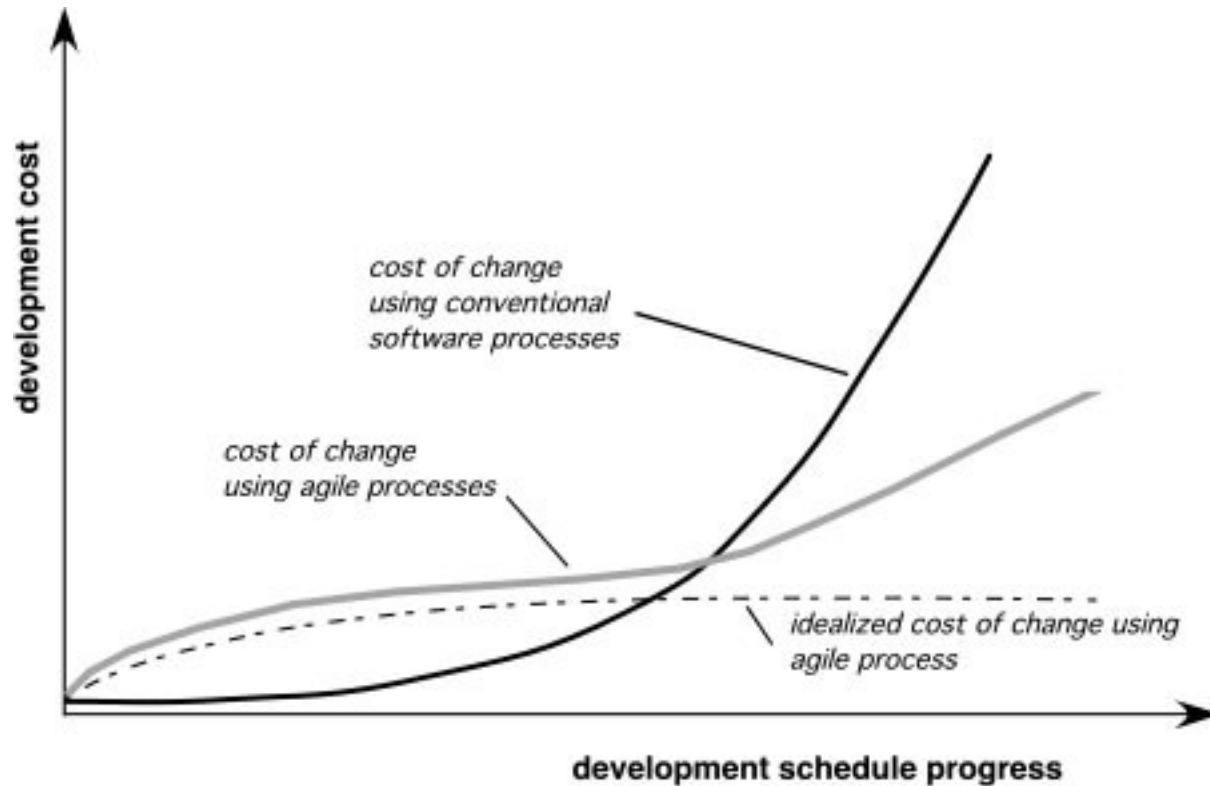 development cost
cost of change
using conventional
software processes
cost of change
using agile processes
idealized cost of change using
agile process
development schedule progress